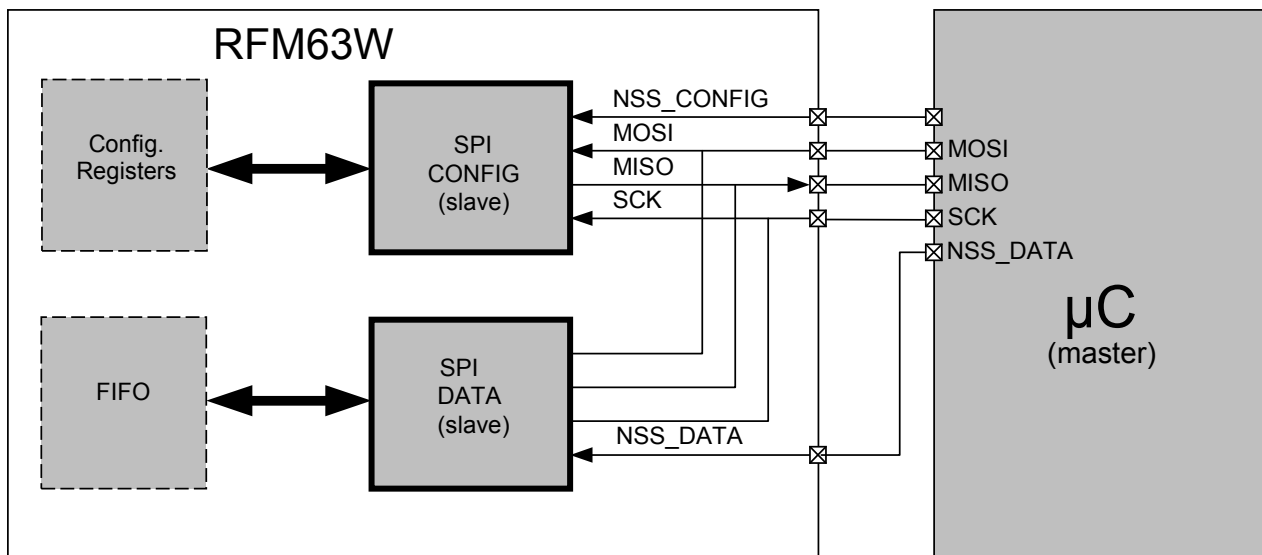 RFM63W
Config.
Registers
SPI
CONFIG
(slave)
NSS_CONFIG
MOSI
MISO
SCK
MOSI
MISO
SCK
NSS_DATA
µC
(master)
FIFO
SPI
DATA
(slave)
NSS_DATA